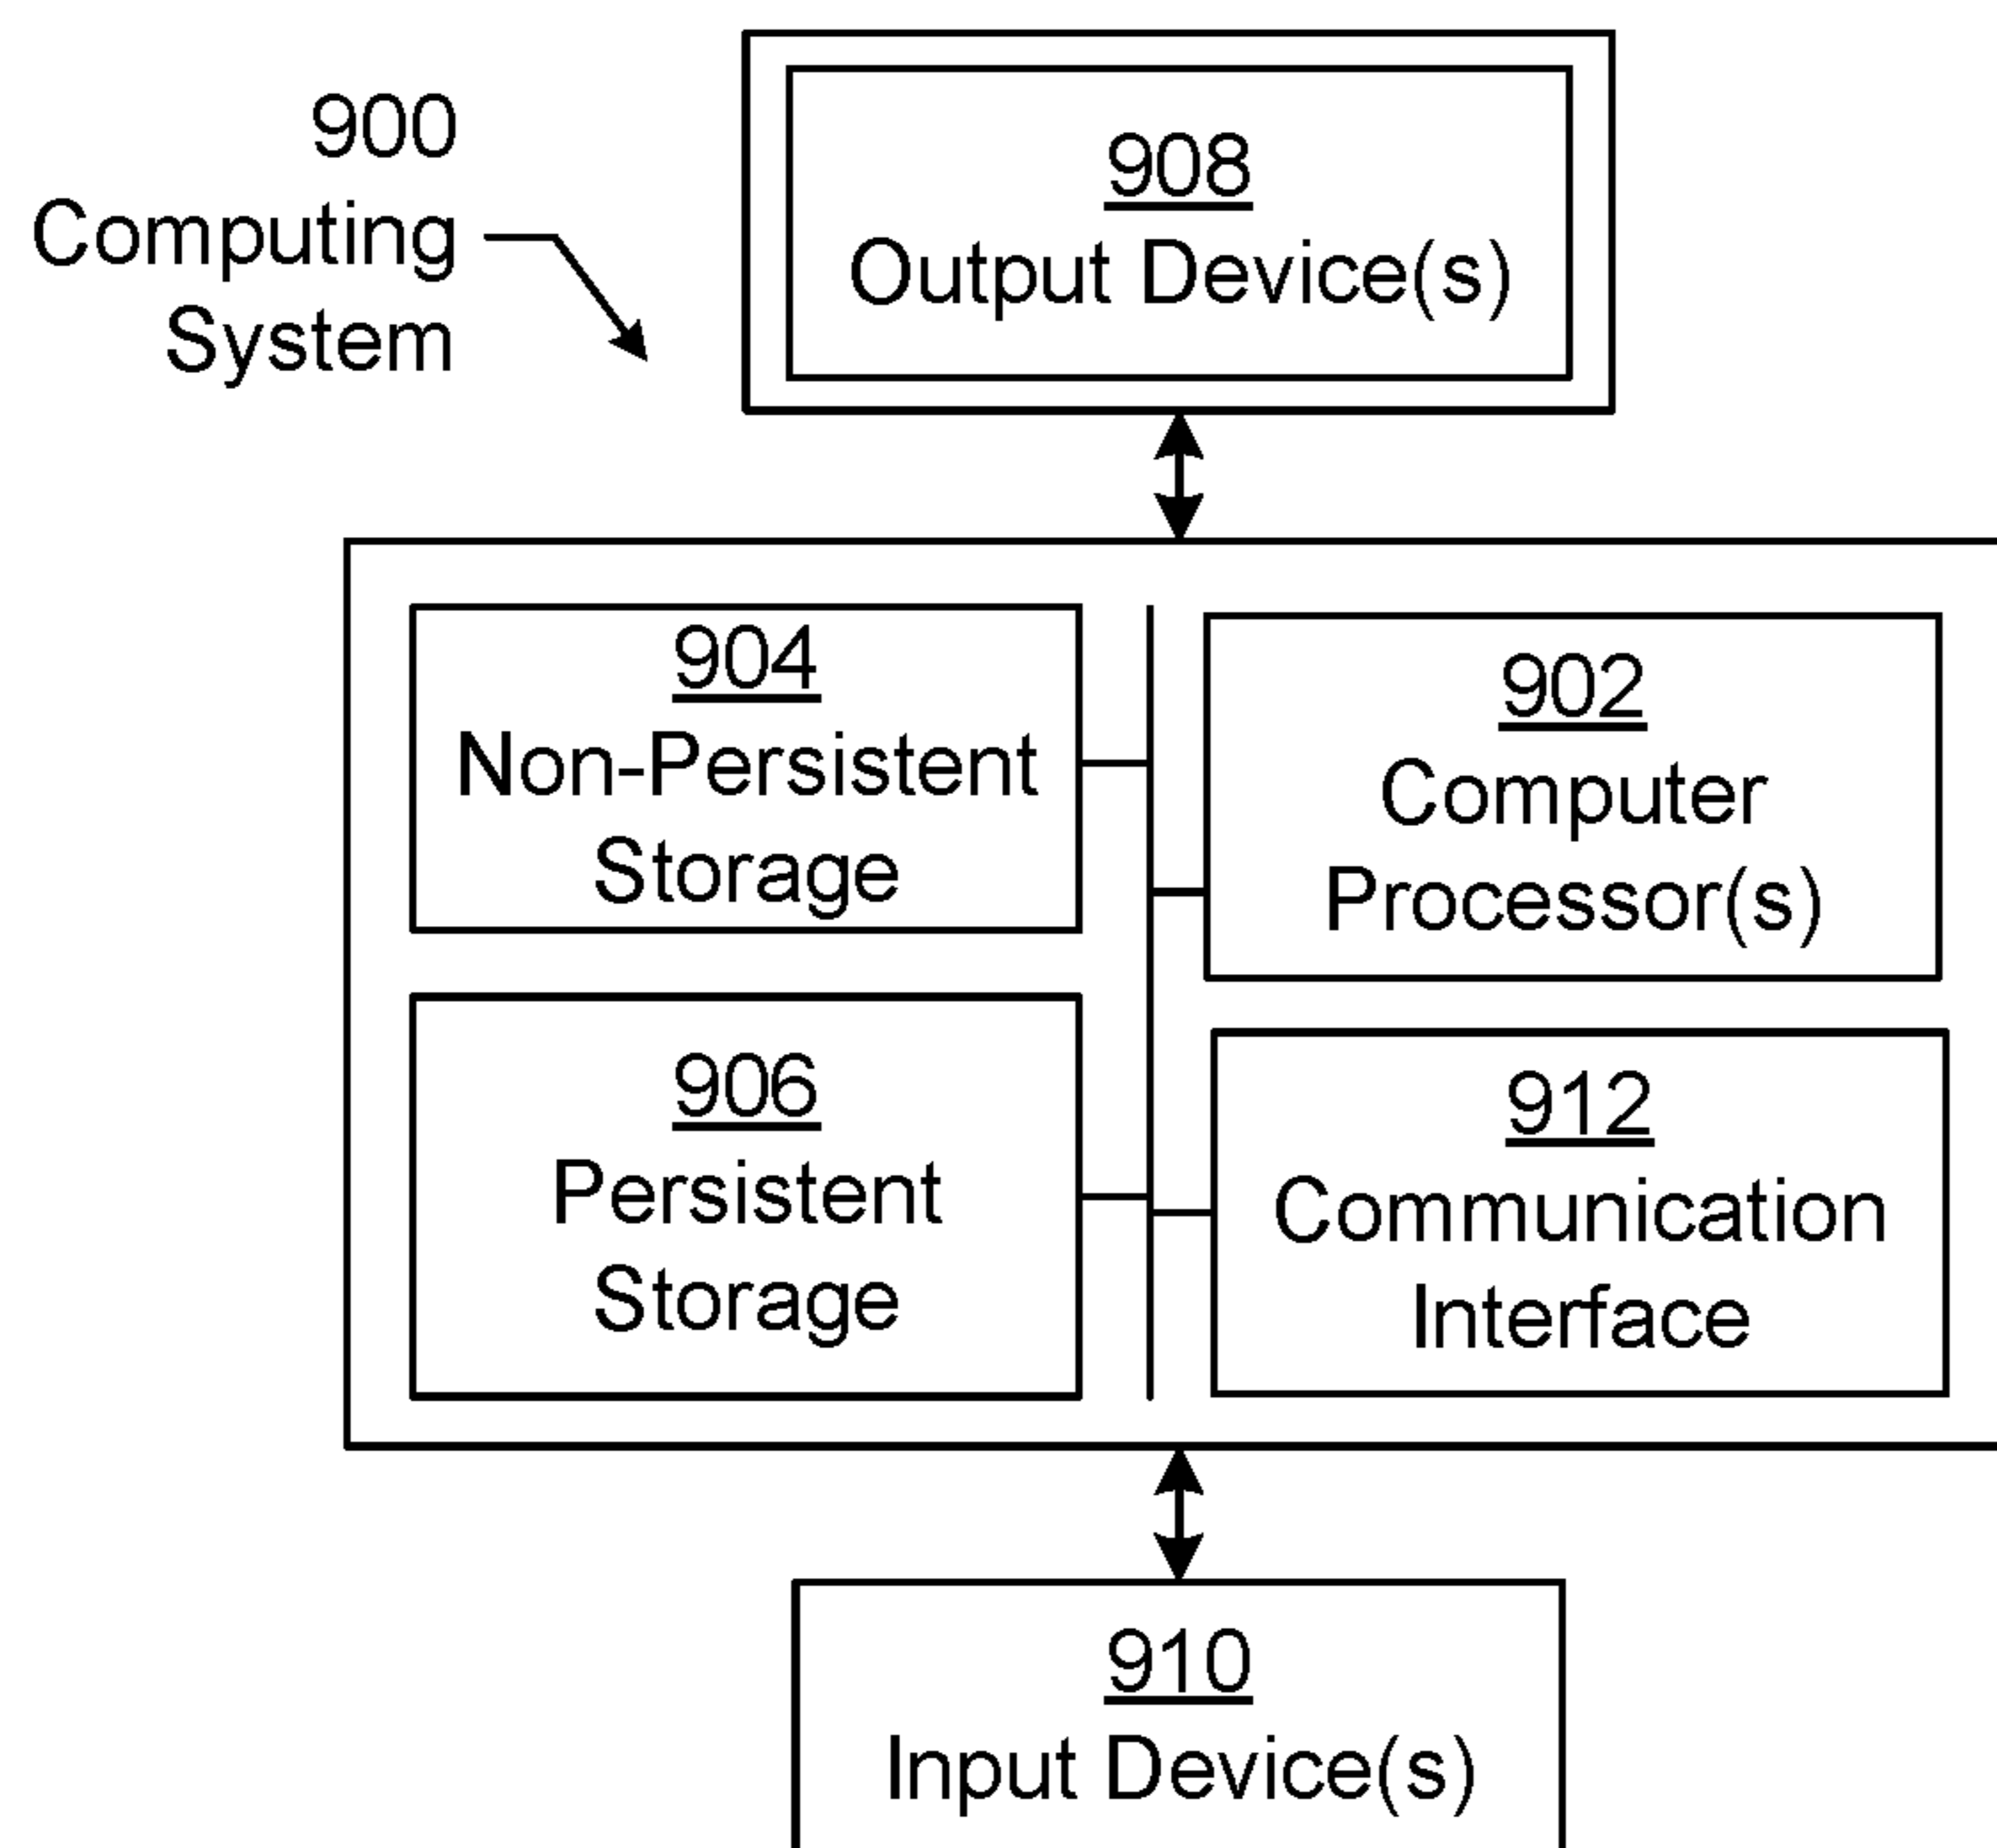 900
Computing
System
908
Output Device(s)
904
Non-Persistent
Storage
902
Computer
Processor(s)
906
Persistent
Storage
912
Communication
Interface
910
Input Device(s)